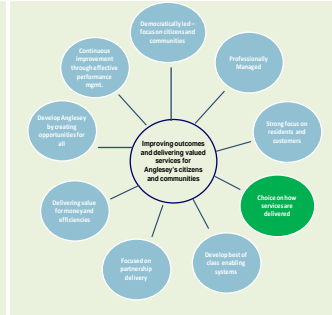 Democratically led –
focus on citizens and
communities
Professionally
Managed
Strong focus on
residents and
customers
Choice on how
services are
delivered
Develop best of
class enabling
systems
Focused on
partnership
delivery
Delivering value
for money and
efficiencies
Develop Anglesey
by creating
opportunities for
all
Continuous
improvement
through effective
performance
mgmt.
Improving outcomes
and delivering valued
services for
Anglesey's citizens
and communities